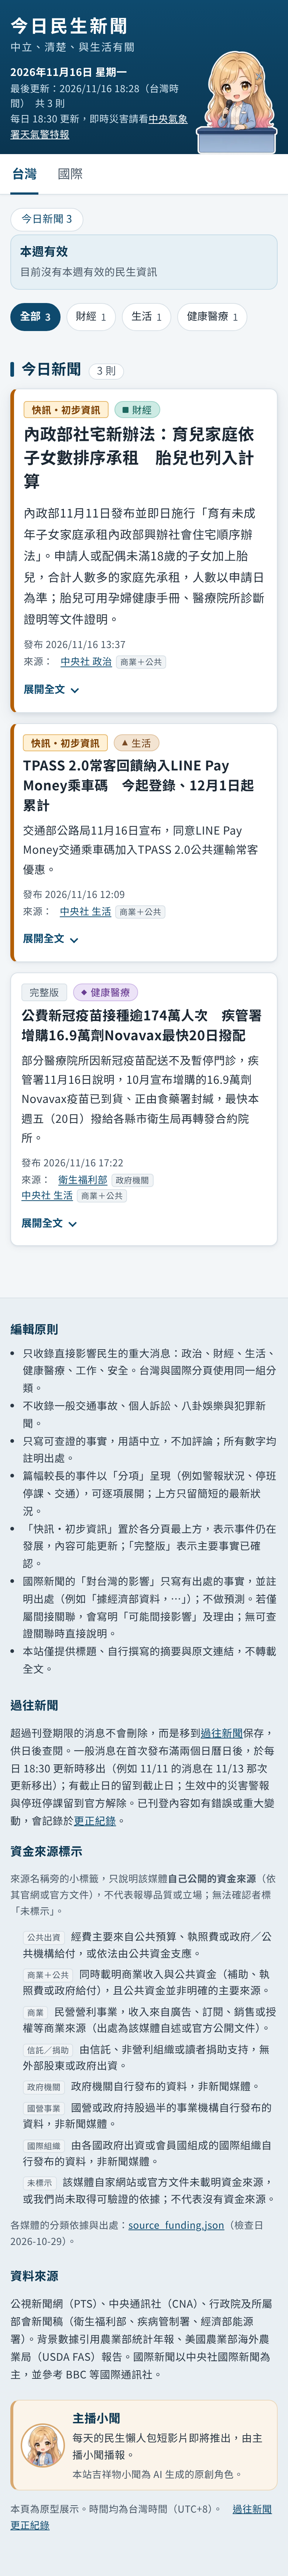 今日民生新聞
中立、清楚、與生活有關
2026年11月16日 星期一
最後更新：2026/11/16 18:28（台灣時
間） 共 3 則
每日 18:30 更新，即時災害請看中央氣象
署天氣警特報
台灣 國際
今日新聞 3
本週有效
目前沒有本週有效的民生資訊
全部 3 財經 1 生活 1 健康醫療 1
今日新聞 3 則
快訊・初步資訊 ■ 財經
內政部社宅新辦法：育兒家庭依
子女數排序承租　胎兒也列入計
算
內政部11月11日發布並即日施行「育有未成
年子女家庭承租內政部興辦社會住宅順序辦
法」。申請人或配偶未滿18歲的子女加上胎
兒，合計人數多的家庭先承租，人數以申請日
為準；胎兒可用孕婦健康手冊、醫療院所診斷
證明等文件證明。
發布 2026/11/16 13:37
來源： 中央社 政治 商業＋公共
展開全文
快訊・初步資訊 ▲ 生活
TPASS 2.0常客回饋納入LINE Pay
Money乘車碼　今起登錄、12月1日起
累計
交通部公路局11月16日宣布，同意LINE Pay
Money交通乘車碼加入TPASS 2.0公共運輸常客
優惠。
發布 2026/11/16 12:09
來源： 中央社 生活 商業＋公共
展開全文
完整版 ◆ 健康醫療
公費新冠疫苗接種逾174萬人次　疾管署
增購16.9萬劑Novavax最快20日撥配
部分醫療院所因新冠疫苗配送不及暫停門診，疾
管署11月16日說明，10月宣布增購的16.9萬劑
Novavax疫苗已到貨、正由食藥署封緘，最快本
週五（20日）撥給各縣市衛生局再轉發合約院
所。
發布 2026/11/16 17:22
來源： 衛生福利部 政府機關
中央社 生活 商業＋公共
展開全文
編輯原則
• 只收錄直接影響民生的重大消息：政治、財經、生活、
健康醫療、工作、安全。台灣與國際分頁使用同一組分
類。
• 不收錄一般交通事故、個人訴訟、八卦娛樂與犯罪新
聞。
• 只寫可查證的事實，用語中立，不加評論；所有數字均
註明出處。
• 篇幅較長的事件以「分項」呈現（例如警報狀況、停班
停課、交通），可逐項展開；上方只留簡短的最新狀
況。
• 「快訊・初步資訊」置於各分頁最上方，表示事件仍在
發展，內容可能更新；「完整版」表示主要事實已確
認。
• 國際新聞的「對台灣的影響」只寫有出處的事實，並註
明出處（例如「據經濟部資料，…」）；不做預測。若僅
屬間接關聯，會寫明「可能間接影響」及理由；無可查
證關聯時直接說明。
• 本站僅提供標題、自行撰寫的摘要與原文連結，不轉載
全文。
過往新聞
超過刊登期限的消息不會刪除，而是移到過往新聞保存，
供日後查閱。一般消息在首次發布滿兩個日曆日後，於每
日 18:30 更新時移出（例如 11/11 的消息在 11/13 那次
更新移出）；有截止日的留到截止日；生效中的災害警報
與停班停課留到官方解除。已刊登內容如有錯誤或重大變
動，會記錄於更正紀錄。
資金來源標示
來源名稱旁的小標籤，只說明該媒體自己公開的資金來源（依
其官網或官方文件），不代表報導品質或立場；無法確認者標
「未標示」。
公共出資 經費主要來自公共預算、執照費或政府／公
共機構給付，或依法由公共資金支應。
商業＋公共 同時載明商業收入與公共資金（補助、執
照費或政府給付），且公共資金並非明確的主要來源。
商業 民營營利事業，收入來自廣告、訂閱、銷售或授
權等商業來源（出處為該媒體自述或官方公開文件）。
信託／捐助 由信託、非營利組織或讀者捐助支持，無
外部股東或政府出資。
政府機關 政府機關自行發布的資料，非新聞媒體。
國營事業 國營或政府持股過半的事業機構自行發布的
資料，非新聞媒體。
國際組織 由各國政府出資或會員國組成的國際組織自
行發布的資料，非新聞媒體。
未標示 該媒體自家網站或官方文件未載明資金來源，
或我們尚未取得可驗證的依據；不代表沒有資金來源。
各媒體的分類依據與出處：source_funding.json（檢查日
2026-10-29）。
資料來源
公視新聞網（PTS）、中央通訊社（CNA）、行政院及所屬
部會新聞稿（衛生福利部、疾病管制署、經濟部能源
署）。背景數據引用農業部統計年報、美國農業部海外農
業局（USDA FAS）報告。國際新聞以中央社國際新聞為
主，並參考 BBC 等國際通訊社。
主播小聞
每天的民生懶人包短影片即將推出，由主
播小聞播報。
本站吉祥物小聞為 AI 生成的原創角色。
本頁為原型展示。時間均為台灣時間（UTC+8）。 過往新聞
更正紀錄